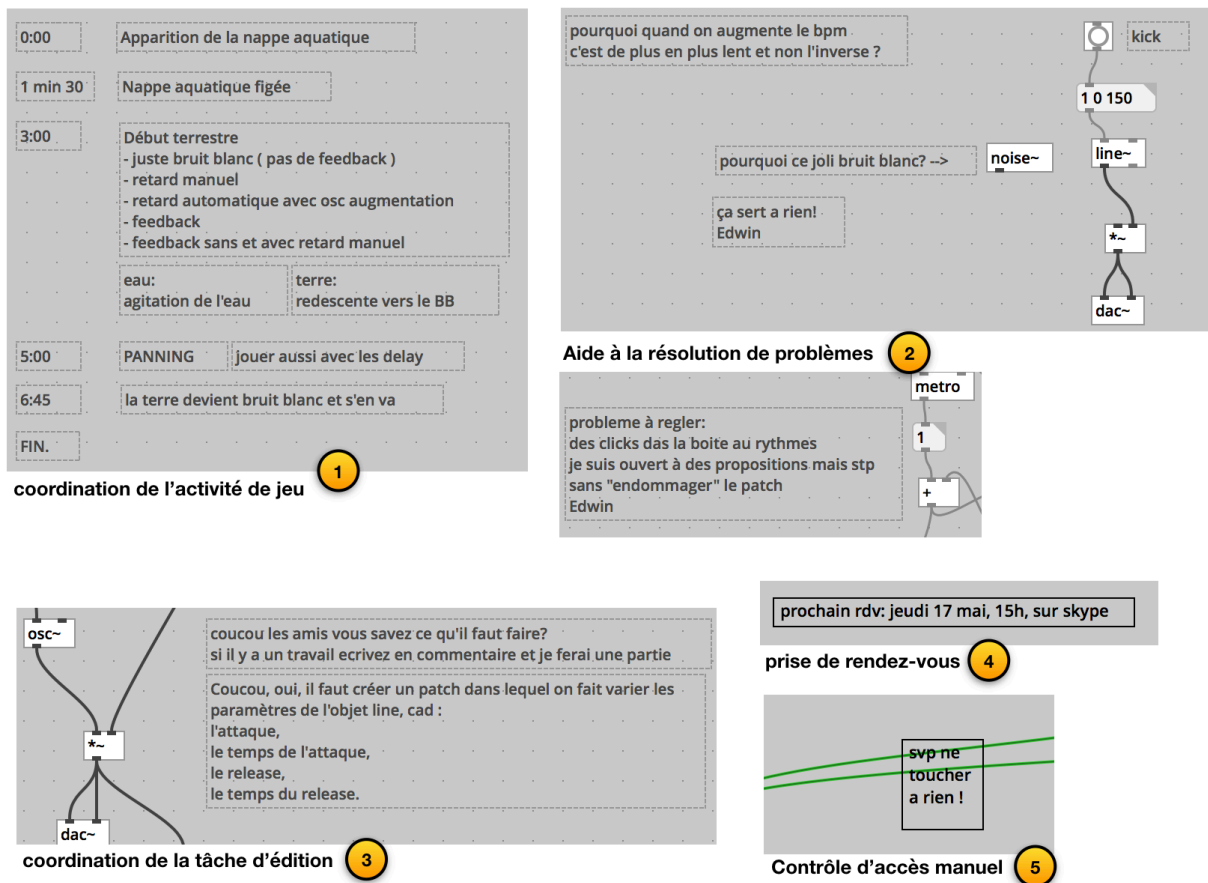 0:00
Apparition de la nappe aquatique
1 min 30
Nappe aquatique figée
3:00
Début terrestre
- juste bruit blanc ( pas de feedback )
- retard manuel
- retard automatique avec osc augmentation
- feedback
- feedback sans et avec retard manuel
eau:
agitation de l'eau
terre:
redescente vers le BB
5:00
PANNING
jouer aussi avec les delay
6:45
la terre devient bruit blanc et s'en va
FIN.
1
coordination de l'activité de jeu
pourquoi quand on augmente le bpm
c'est de plus en plus lent et non l'inverse ?
kick
1 0 150
pourquoi ce joli bruit blanc? -->
noise~
line~
ça sert a rien!
Edwin
*~
dac~
Aide à la résolution de problèmes
2
metro
probleme à regler:
des clicks das la boite au rythmes
je suis ouvert à des propositions mais stp
sans "endommager" le patch
Edwin
1
+
osc~
coucou les amis vous savez ce qu'il faut faire?
si il y a un travail ecrivez en commentaire et je ferai une partie
Coucou, oui, il faut créer un patch dans lequel on fait varier les
paramètres de l'objet line, cad :
l'attaque,
le temps de l'attaque,
le release,
le temps du release.
*~
dac~
coordination de la tâche d'édition
3
prochain rdv: jeudi 17 mai, 15h, sur skype
prise de rendez-vous
4
svp ne
toucher
a rien !
Contrôle d'accès manuel
5